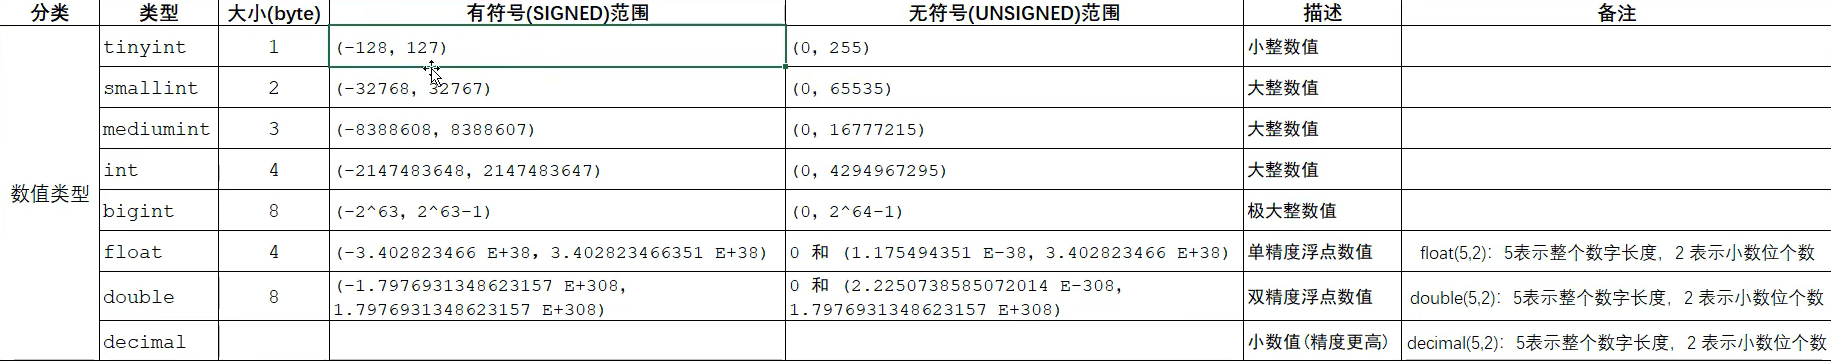 分类 类型 大小(byte) 有符号(SIGNED)范围 无符号(UNSIGNED)范围 描述 备注
数值类型
tinyint 1 (-128, 127) (0, 255) 小整数值
smallint 2 (-32768, 32767) (0, 65535) 大整数值
mediumint 3 (-8388608, 8388607) (0, 16777215) 大整数值
int 4 (-2147483648, 2147483647) (0, 4294967295) 大整数值
bigint 8 (-2^63, 2^63-1) (0, 2^64-1) 极大整数值
float 4 (-3.402823466 E+38, 3.402823466351 E+38) 0 和 (1.175494351 E-38, 3.402823466 E+38) 单精度浮点数值 float(5,2)：5表示整个数字长度，2 表示小数位个数
double 8 (-1.7976931348623157 E+308, 1.7976931348623157 E+308) 0 和 (2.2250738585072014 E-308, 1.7976931348623157 E+308) 双精度浮点数值 double(5,2)：5表示整个数字长度，2 表示小数位个数
decimal 小数值(精度更高) decimal(5,2)：5表示整个数字长度，2 表示小数位个数